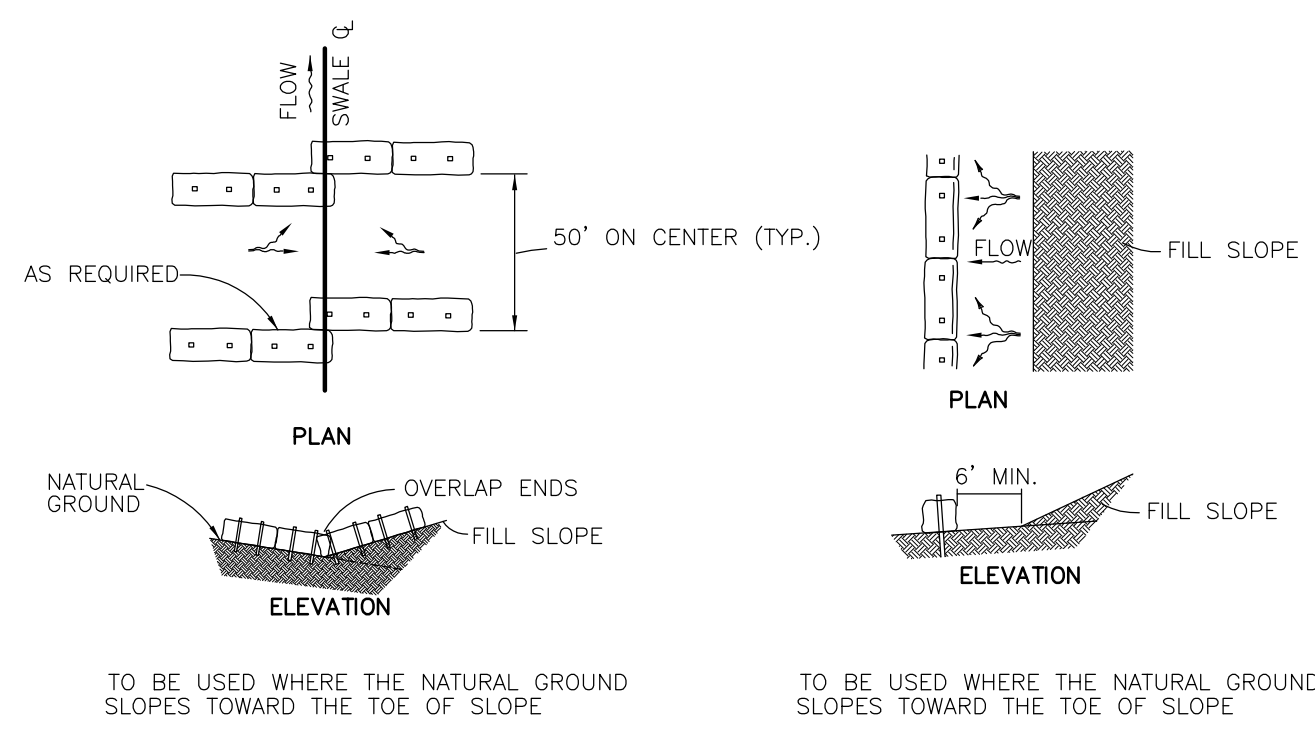 SWALE ℄
FLOW
50' ON CENTER (TYP.)
AS REQUIRED
PLAN
NATURAL
GROUND
OVERLAP ENDS
FILL SLOPE
ELEVATION
TO BE USED WHERE THE NATURAL GROUND
SLOPES TOWARD THE TOE OF SLOPE
FLOW
FILL SLOPE
PLAN
6' MIN.
FILL SLOPE
ELEVATION
TO BE USED WHERE THE NATURAL GROUND
SLOPES TOWARD THE TOE OF SLOPE